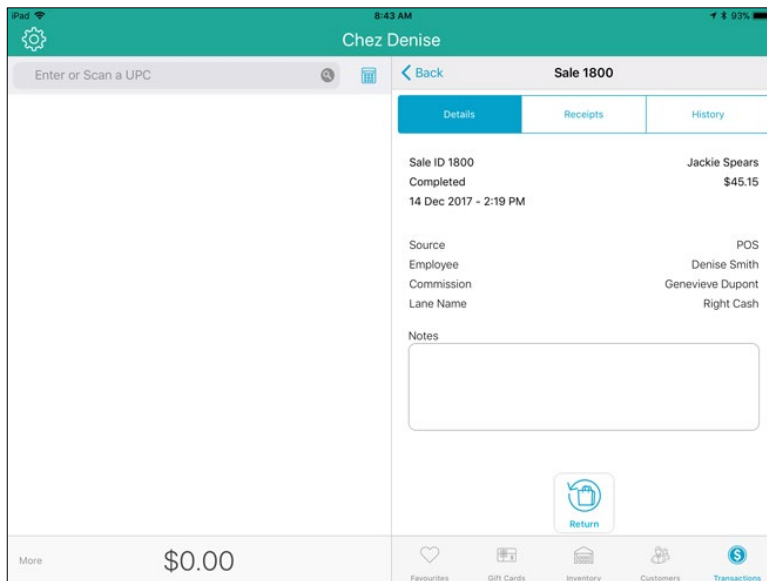 iPad 8:43 AM 93%
Chez Denise
Enter or Scan a UPC
Back Sale 1800
Details Receipts History
Sale ID 1800 Jackie Spears
Completed $45.15
14 Dec 2017 - 2:19 PM
Source POS
Employee Denise Smith
Commission Genevieve Dupont
Lane Name Right Cash
Notes
Return
More $0.00
Favourites Gift Cards Inventory Customers Transactions